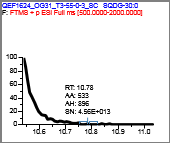 QEF1624_OG31_T3-55-0-3_SC SQDG-30:0
F: FTMS + p ESI Full ms [500.0000-2000.0000]
100
80
60
40
20
0
RT: 10.78
AA: 533
AH: 896
SN: 4.56E+013
10.6 10.7 10.8 10.9 11.0